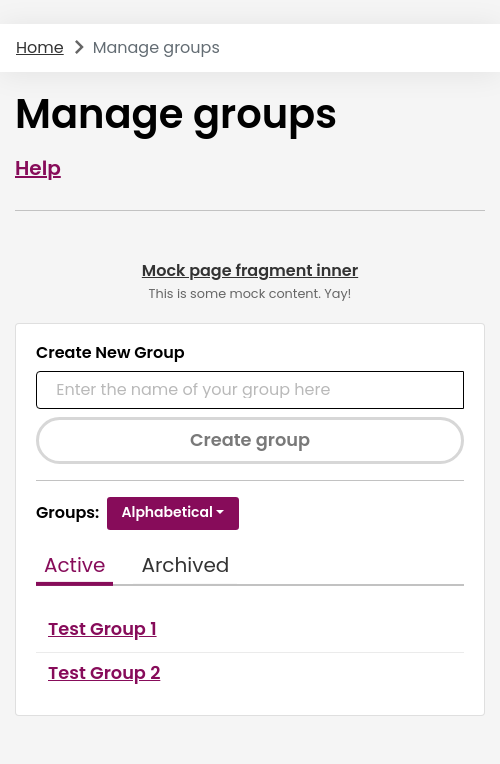 Home > Manage groups
Manage groups
Help
Mock page fragment inner
This is some mock content. Yay!
Create New Group
Enter the name of your group here
Create group
Groups: Alphabetical
Active Archived
Test Group 1
Test Group 2